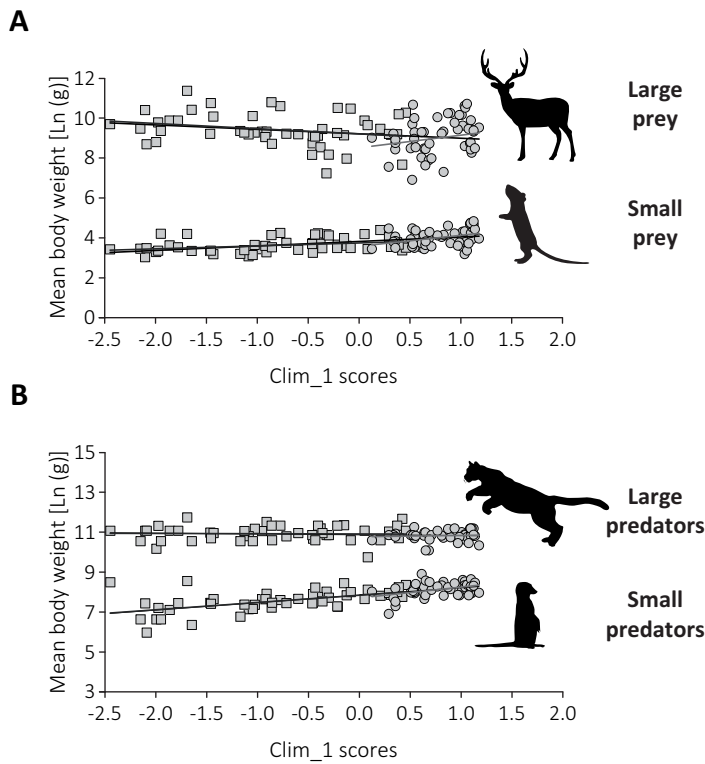 A
Mean body weight [Ln (g)]
12
10
8
6
4
2
0
-2.5 -2.0 -1.5 -1.0 -0.5 0.0 0.5 1.0 1.5 2.0
Clim_1 scores
Large
prey
Small
prey
B
Mean body weight [Ln (g)]
15
13
11
9
7
5
3
-2.5 -2.0 -1.5 -1.0 -0.5 0.0 0.5 1.0 1.5 2.0
Clim_1 scores
Large
predators
Small
predators